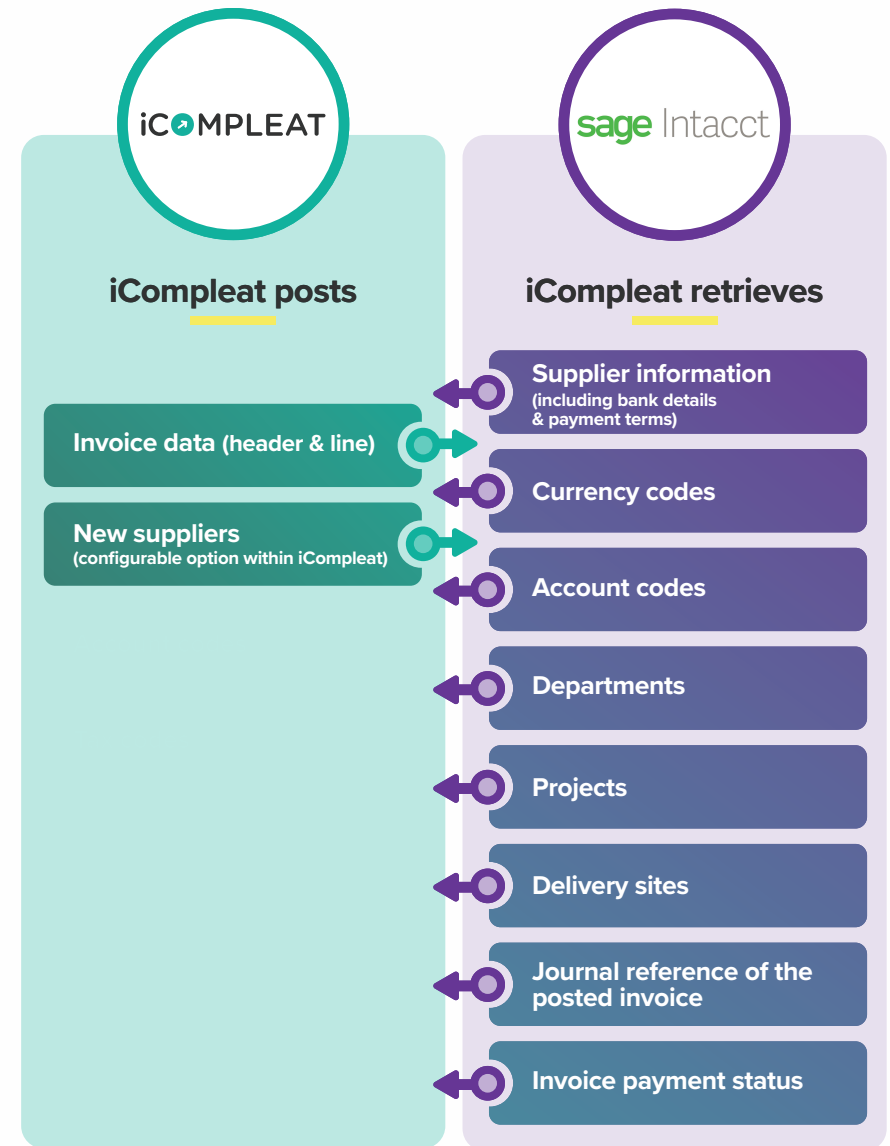 iCOMPLEAT
sage Intacct
iCompleat posts
Invoice data (header & line)
New suppliers
(configurable option within iCompleat)
iCompleat retrieves
Supplier information
(including bank details
& payment terms)
Currency codes
Account codes
Departments
Projects
Delivery sites
Journal reference of the
posted invoice
Invoice payment status